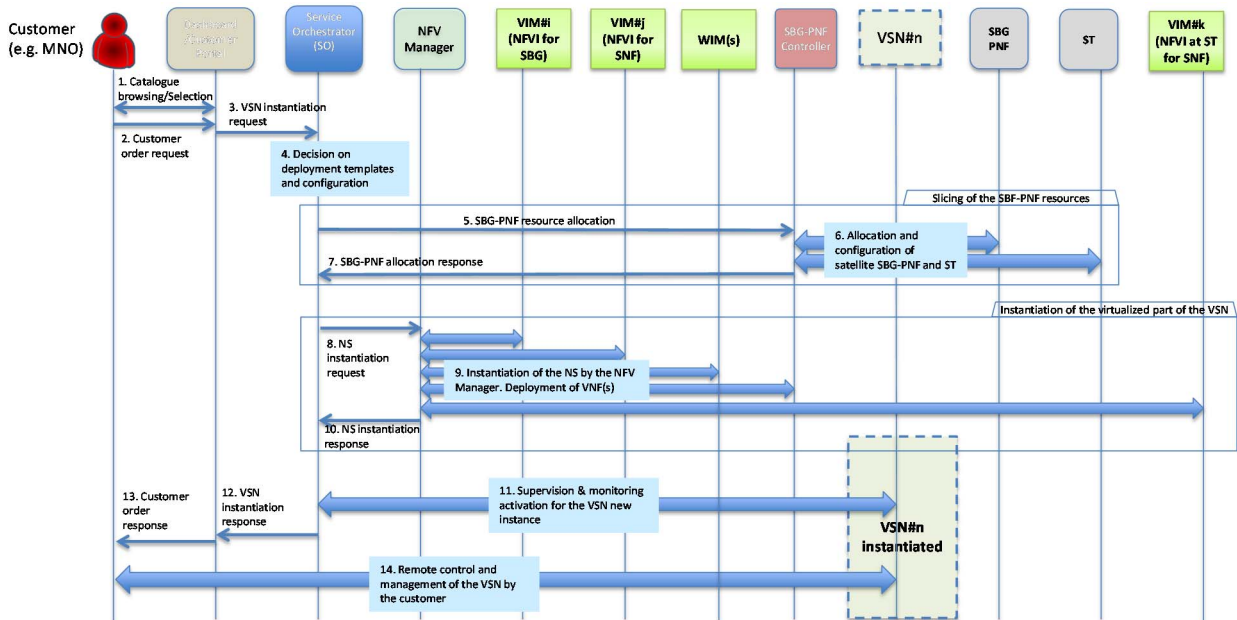 Customer
(e.g. MNO)
Service
Orchestrator
(SO)
NFV
Manager
VIM#i
(NFVI for
SBG)
VIM#j
(NFVI for
SNF)
WIM(s)
SBG-PNF
Controller
VSN#n
SBG
PNF
ST
VIM#k
(NFVI at ST
for SNF)
1. Catalogue
browsing/Selection
2. Customer
order request
3. VSN instantiation
request
4. Decision on
deployment templates
and configuration
Slicing of the SBF-PNF resources
5. SBG-PNF resource allocation
6. Allocation and
configuration of
satellite SBG-PNF and ST
7. SBG-PNF allocation response
Instantiation of the virtualized part of the VSN
8. NS
instantiation
request
9. Instantiation of the NS by the NFV
Manager. Deployment of VNF(s)
10. NS instantiation
response
11. Supervision & monitoring
activation for the VSN new
instance
12. VSN
instantiation
response
13. Customer
order
response
VSN#n
instantiated
14. Remote control and
management of the VSN by
the customer